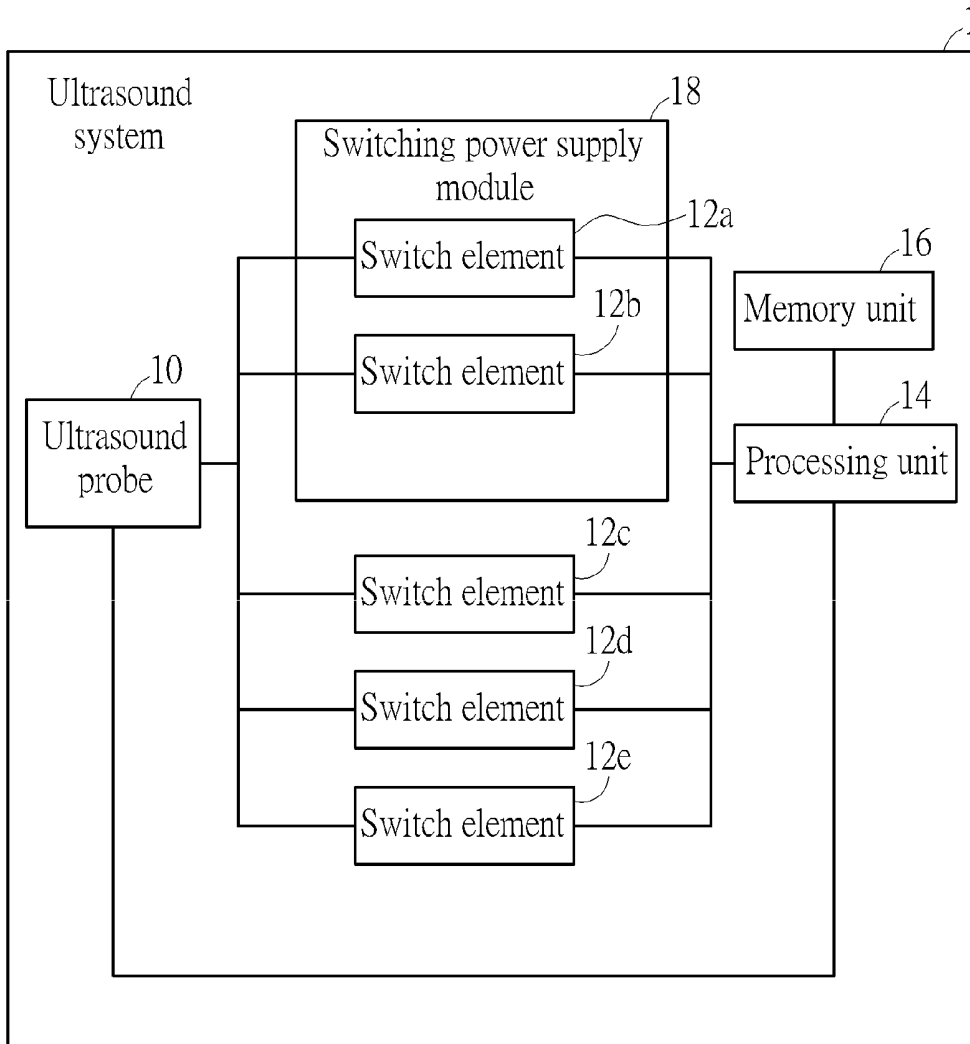 1
Ultrasound
system
18
Switching power supply
module
12a
Switch element
16
Memory unit
12b
Switch element
10
Ultrasound
probe
14
Processing unit
12c
Switch element
12d
Switch element
12e
Switch element